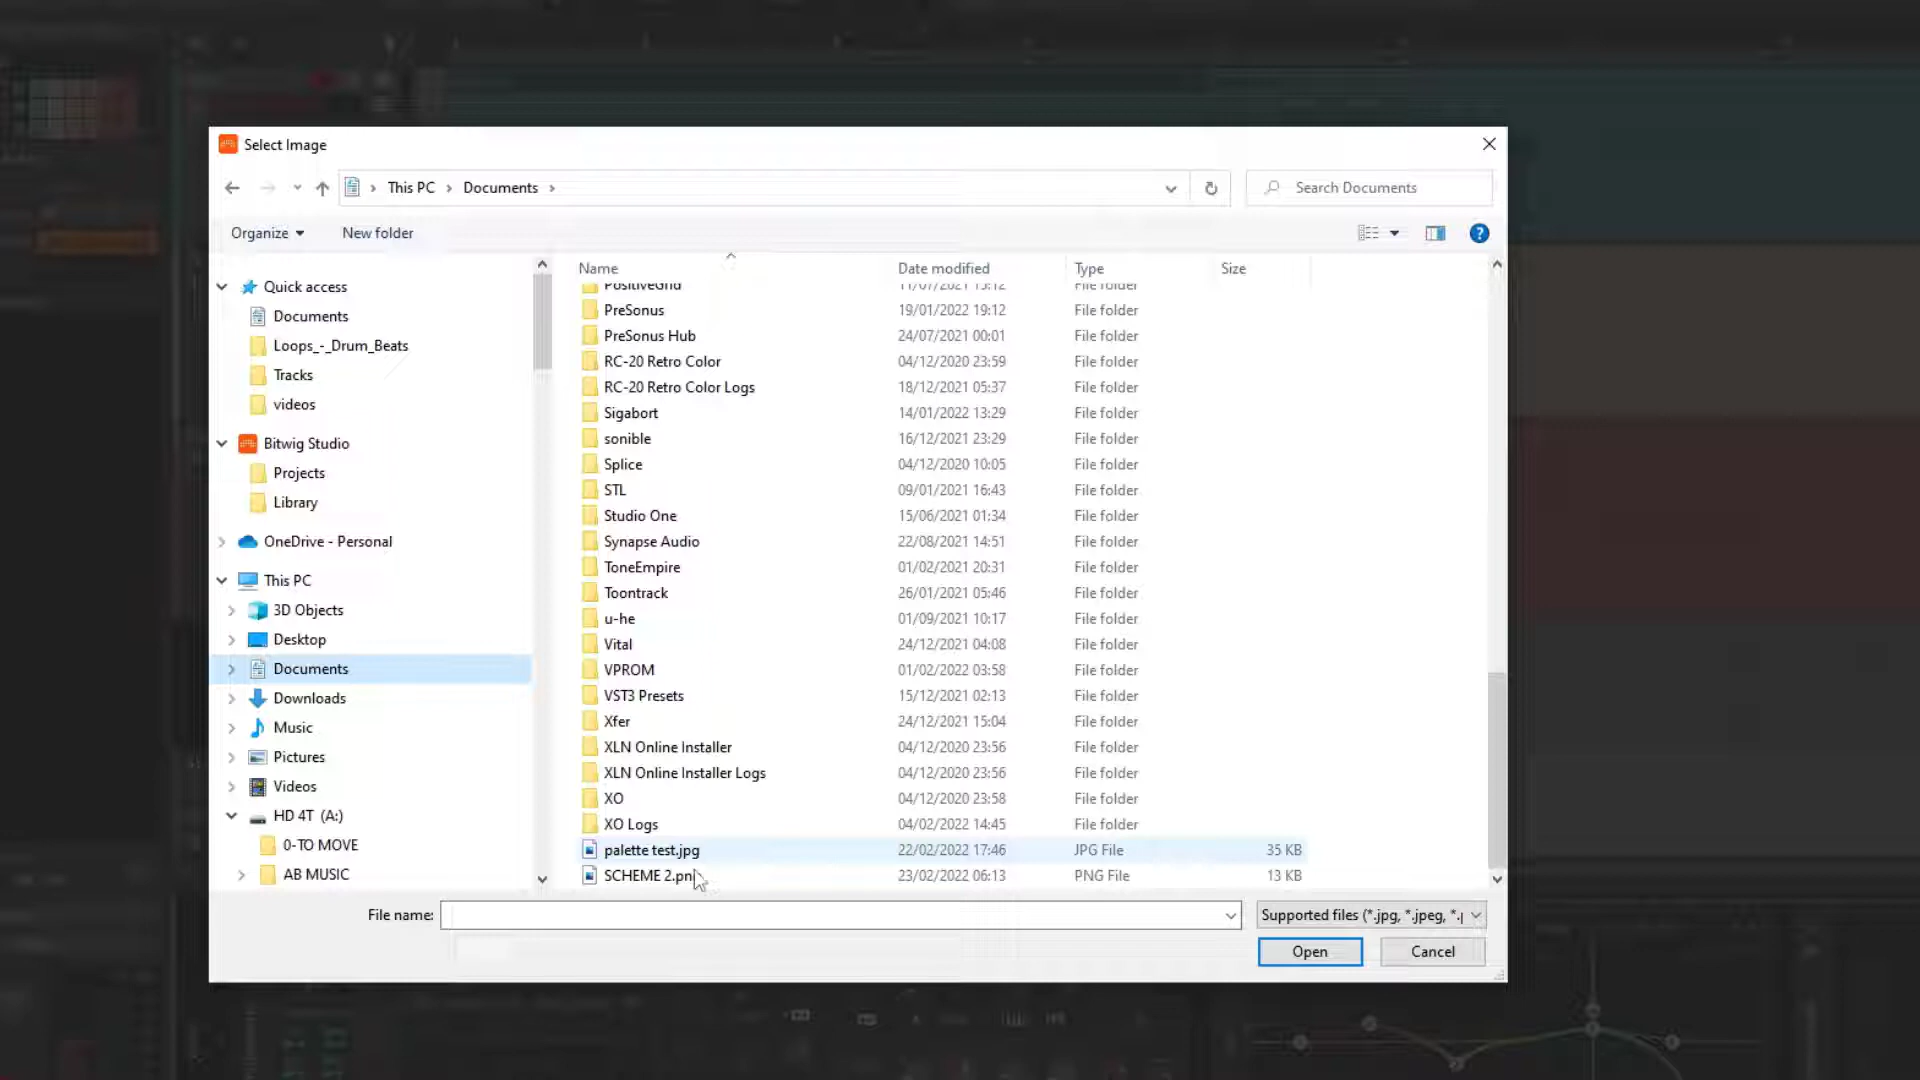 Select Image
This PC Documents
Search Documents
Organize
New folder
Name Date modified Type Size
Quick access
Documents
Loops_-_Drum_Beats
Tracks
videos
Bitwig Studio
Projects
Library
OneDrive - Personal
This PC
3D Objects
Desktop
Documents
Downloads
Music
Pictures
Videos
HD 4T (A:)
0-TO MOVE
AB MUSIC
PositiveGrid 11/07/2021 15:12 File folder
PreSonus 19/01/2022 19:12 File folder
PreSonus Hub 24/07/2021 00:01 File folder
RC-20 Retro Color 04/12/2020 23:59 File folder
RC-20 Retro Color Logs 18/12/2021 05:37 File folder
Sigabort 14/01/2022 13:29 File folder
sonible 16/12/2021 23:29 File folder
Splice 04/12/2020 10:05 File folder
STL 09/01/2021 16:43 File folder
Studio One 15/06/2021 01:34 File folder
Synapse Audio 22/08/2021 14:51 File folder
ToneEmpire 01/02/2021 20:31 File folder
Toontrack 26/01/2021 05:46 File folder
u-he 01/09/2021 10:17 File folder
Vital 24/12/2021 04:08 File folder
VPROM 01/02/2022 03:58 File folder
VST3 Presets 15/12/2021 02:13 File folder
Xfer 24/12/2021 15:04 File folder
XLN Online Installer 04/12/2020 23:56 File folder
XLN Online Installer Logs 04/12/2020 23:56 File folder
XO 04/12/2020 23:58 File folder
XO Logs 04/02/2022 14:45 File folder
palette test.jpg 22/02/2022 17:46 JPG File 35 KB
SCHEME 2.pn 23/02/2022 06:13 PNG File 13 KB
File name:
Supported files (*.jpg, *.jpeg, *.
Open
Cancel